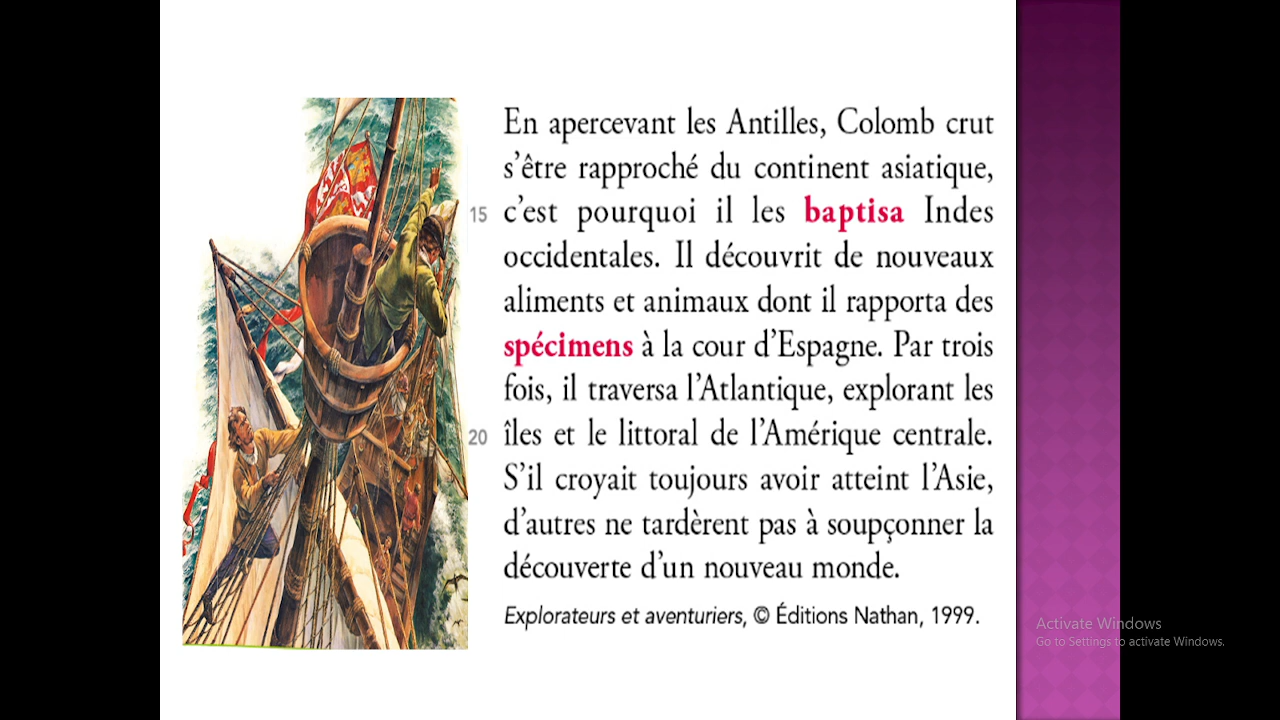 En apercevant les Antilles, Colomb crut
s'être rapproché du continent asiatique,
15 c'est pourquoi il les baptisa Indes
occidentales. Il découvrit de nouveaux
aliments et animaux dont il rapporta des
spécimens à la cour d'Espagne. Par trois
fois, il traversa l'Atlantique, explorant les
20 îles et le littoral de l'Amérique centrale.
S'il croyait toujours avoir atteint l'Asie,
d'autres ne tardèrent pas à soupçonner la
découverte d'un nouveau monde.
Explorateurs et aventuriers, © Éditions Nathan, 1999.
Activate Windows
Go to Settings to activate Windows.